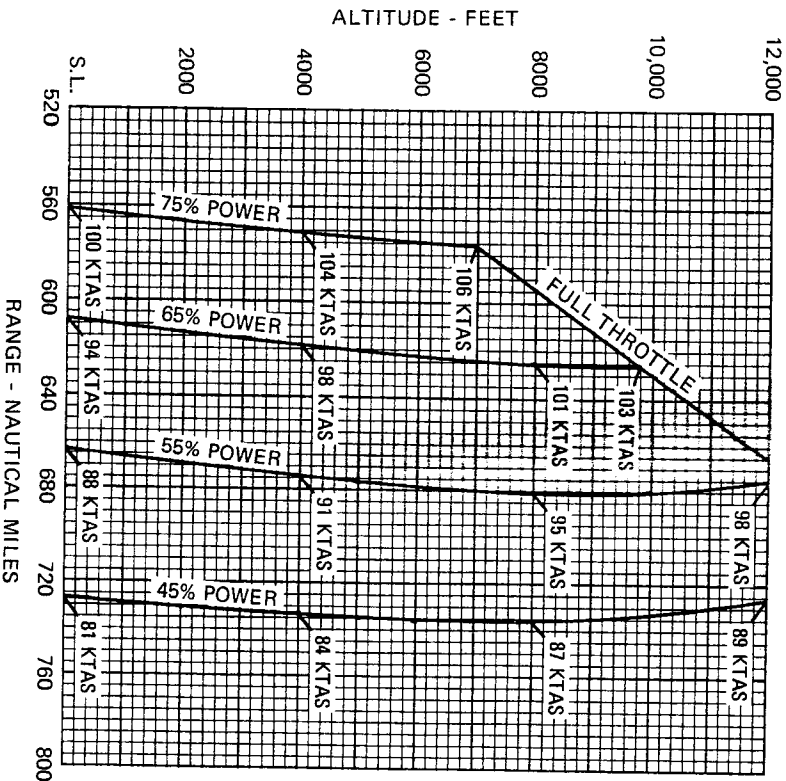 ALTITUDE - FEET
12,000
10,000
8000
6000
4000
2000
S.L.
520
560
600
640
680
720
760
800
RANGE - NAUTICAL MILES
75% POWER
100 KTAS
104 KTAS
106 KTAS
FULL THROTTLE
65% POWER
94 KTAS
98 KTAS
101 KTAS
103 KTAS
55% POWER
88 KTAS
91 KTAS
95 KTAS
98 KTAS
45% POWER
81 KTAS
84 KTAS
87 KTAS
89 KTAS